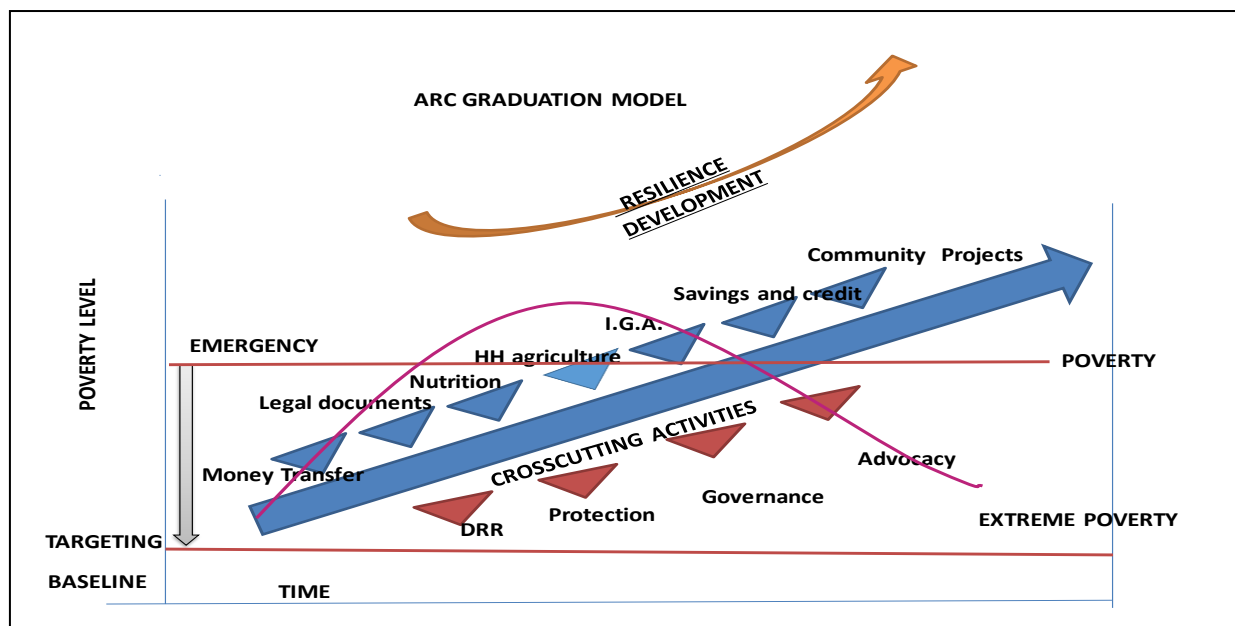 ARC GRADUATION MODEL
RESILIENCE
DEVELOPMENT
Community Projects
Savings and credit
I.G.A.
EMERGENCY
HH agriculture
POVERTY
Nutrition
Legal documents
Money Transfer
POVERTY LEVEL
CROSSCUTTING ACTIVITIES
Advocacy
Governance
Protection
DRR
EXTREME POVERTY
TARGETING
BASELINE
TIME